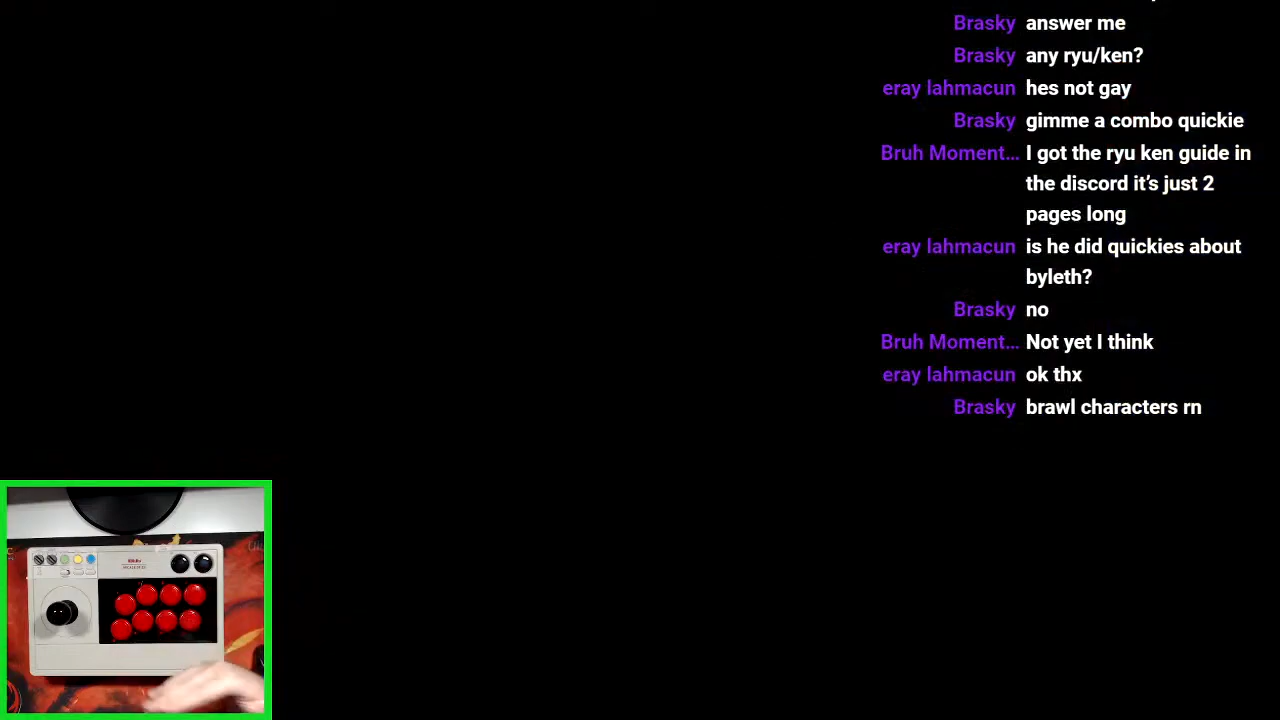 Brasky answer me
Brasky any ryu/ken?
eray lahmacun hes not gay
Brasky gimme a combo quickie
Bruh Moment… I got the ryu ken guide in
the discord it’s just 2
pages long
eray lahmacun is he did quickies about
byleth?
Brasky no
Bruh Moment… Not yet I think
eray lahmacun ok thx
Brasky brawl characters rn